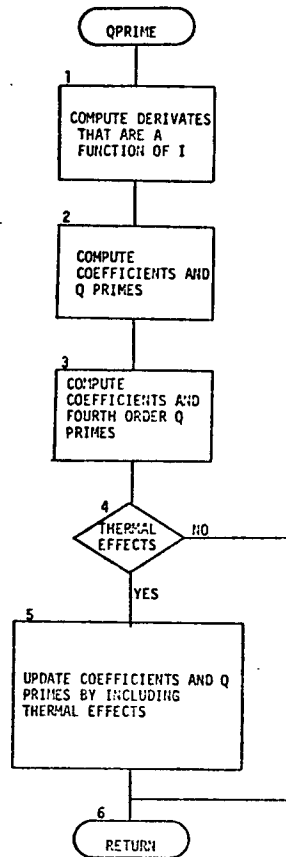 QPRIME
1
COMPUTE DERIVATES
THAT ARE A
FUNCTION OF I
2
COMPUTE
COEFFICIENTS AND
Q PRIMES
3
COMPUTE
COEFFICIENTS AND
FOURTH ORDER Q
PRIMES
4
THERMAL
EFFECTS
NO
YES
5
UPDATE COEFFICIENTS AND Q
PRIMES BY INCLUDING
THERMAL EFFECTS
6
RETURN